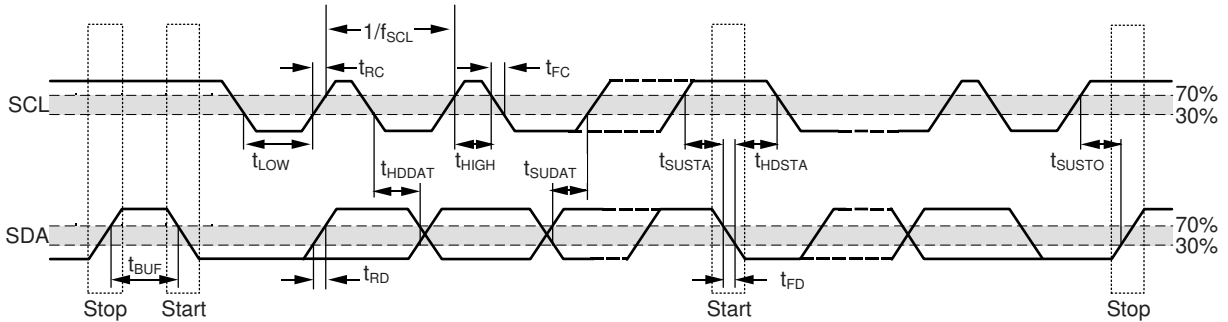 1/fSCL
tRC
tFC
SCL
70%
30%
tLOW
tHDDAT
tHIGH
tSUDAT
tSUSTA
tHDSTA
tSUSTO
SDA
70%
30%
tBUF
tRD
tFD
Stop
Start
Start
Stop